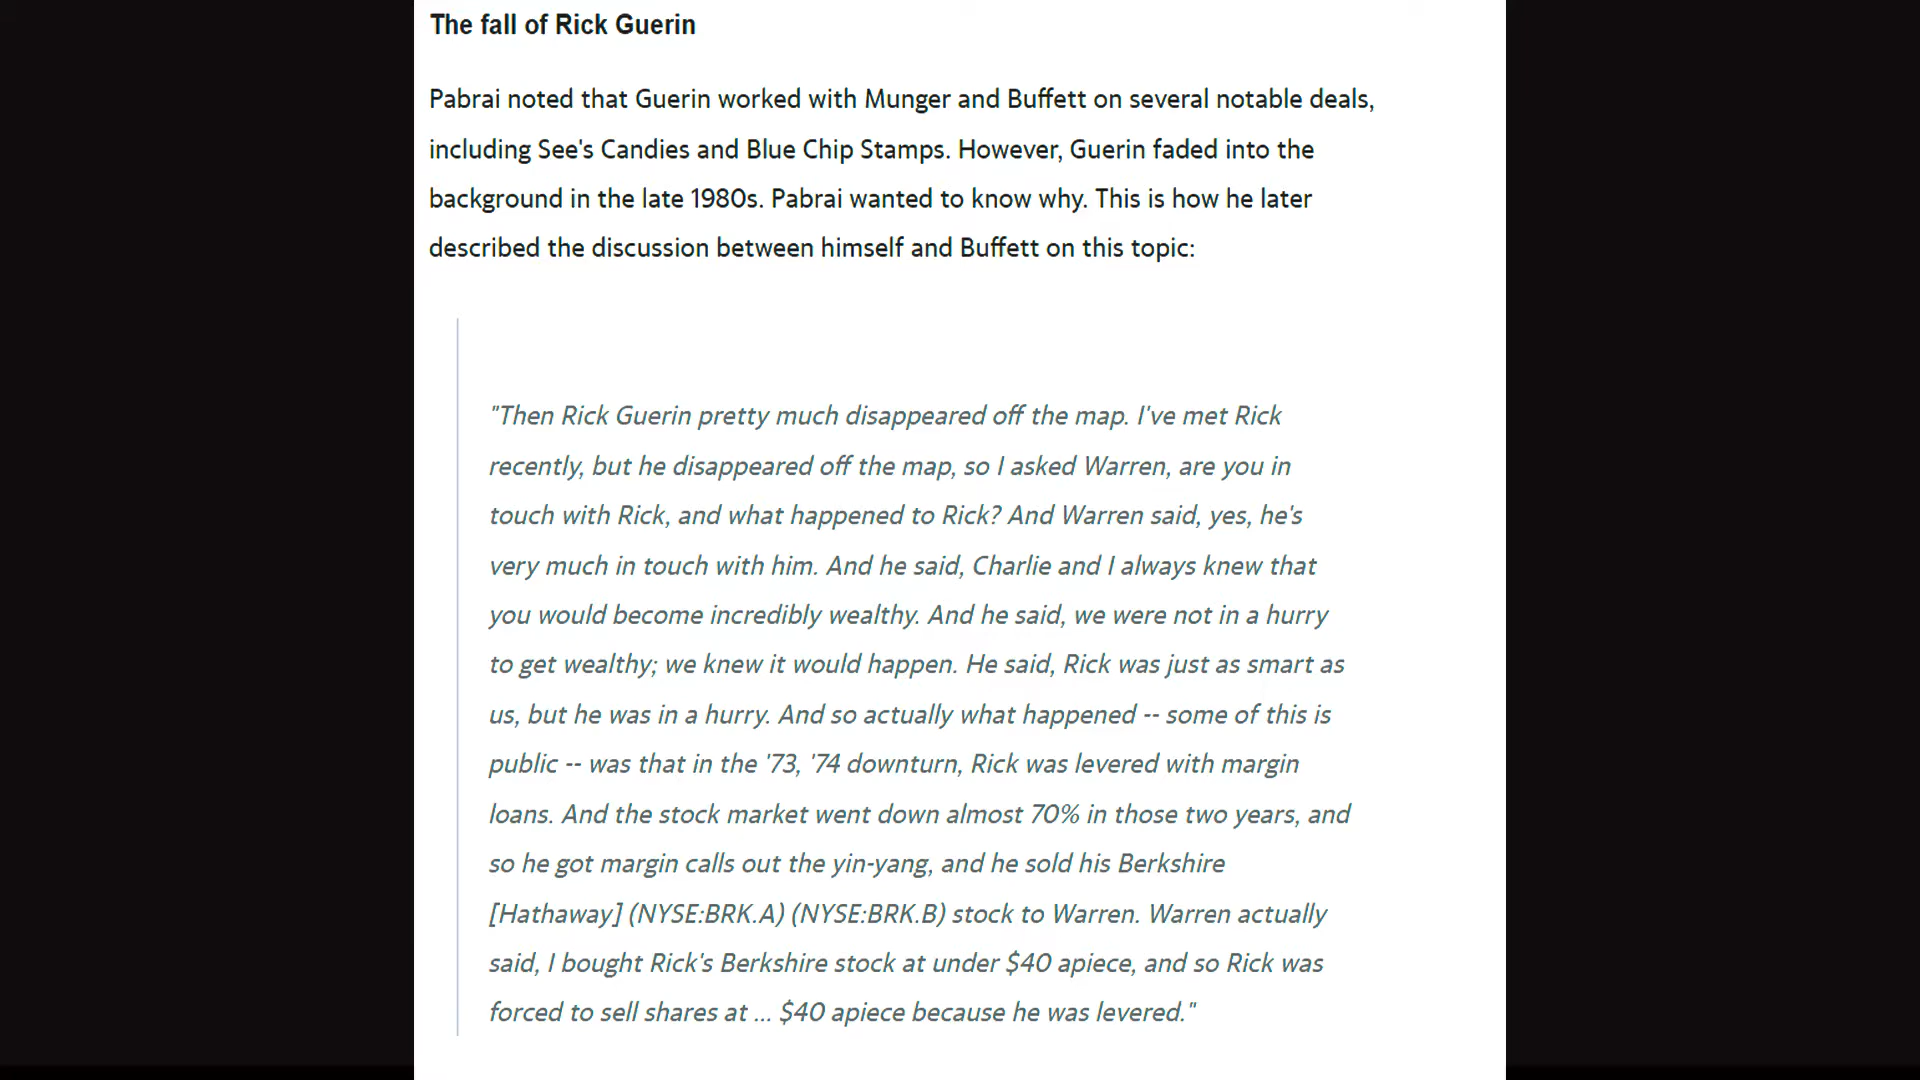 The fall of Rick Guerin
Pabrai noted that Guerin worked with Munger and Buffett on several notable deals,
including See's Candies and Blue Chip Stamps. However, Guerin faded into the
background in the late 1980s. Pabrai wanted to know why. This is how he later
described the discussion between himself and Buffett on this topic:
"Then Rick Guerin pretty much disappeared off the map. I've met Rick
recently, but he disappeared off the map, so I asked Warren, are you in
touch with Rick, and what happened to Rick? And Warren said, yes, he's
very much in touch with him. And he said, Charlie and I always knew that
you would become incredibly wealthy. And he said, we were not in a hurry
to get wealthy; we knew it would happen. He said, Rick was just as smart as
us, but he was in a hurry. And so actually what happened -- some of this is
public -- was that in the '73, '74 downturn, Rick was levered with margin
loans. And the stock market went down almost 70% in those two years, and
so he got margin calls out the yin-yang, and he sold his Berkshire
[Hathaway] (NYSE:BRK.A) (NYSE:BRK.B) stock to Warren. Warren actually
said, I bought Rick's Berkshire stock at under $40 apiece, and so Rick was
forced to sell shares at ... $40 apiece because he was levered."